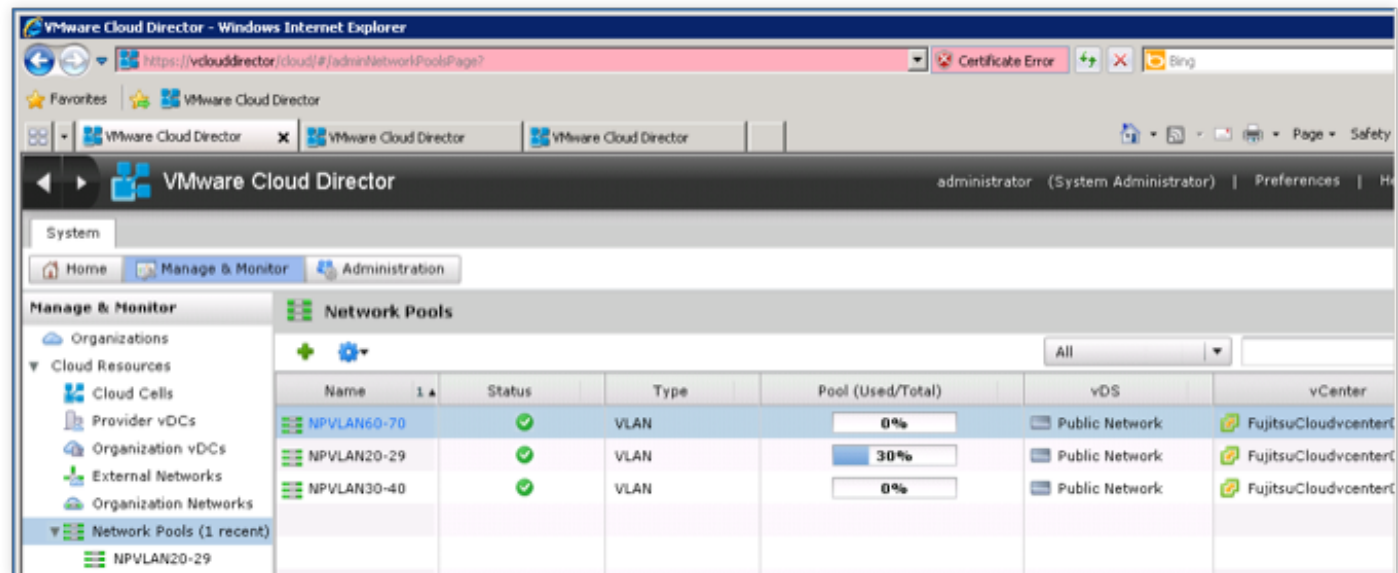 VMware Cloud Director - Windows Internet Explorer
https://vclouddirector/cloud/#/adminNetworkPoolsPage? Certificate Error Bing
Favorites VMware Cloud Director
VMware Cloud Director VMware Cloud Director VMware Cloud Director Page Safety
VMware Cloud Director administrator (System Administrator) | Preferences | He
System
Home Manage & Monitor Administration
Manage & Monitor Network Pools
Organizations
All
Cloud Resources
Cloud Cells Name 1 Status Type Pool (Used/Total) vDS vCenter
Provider vDCs NPVLAN60-70 VLAN 0% Public Network FujitsuCloudvcenter
Organization vDCs NPVLAN20-29 VLAN 30% Public Network FujitsuCloudvcenter
External Networks NPVLAN30-40 VLAN 0% Public Network FujitsuCloudvcenter
Organization Networks
Network Pools (1 recent)
NPVLAN20-29